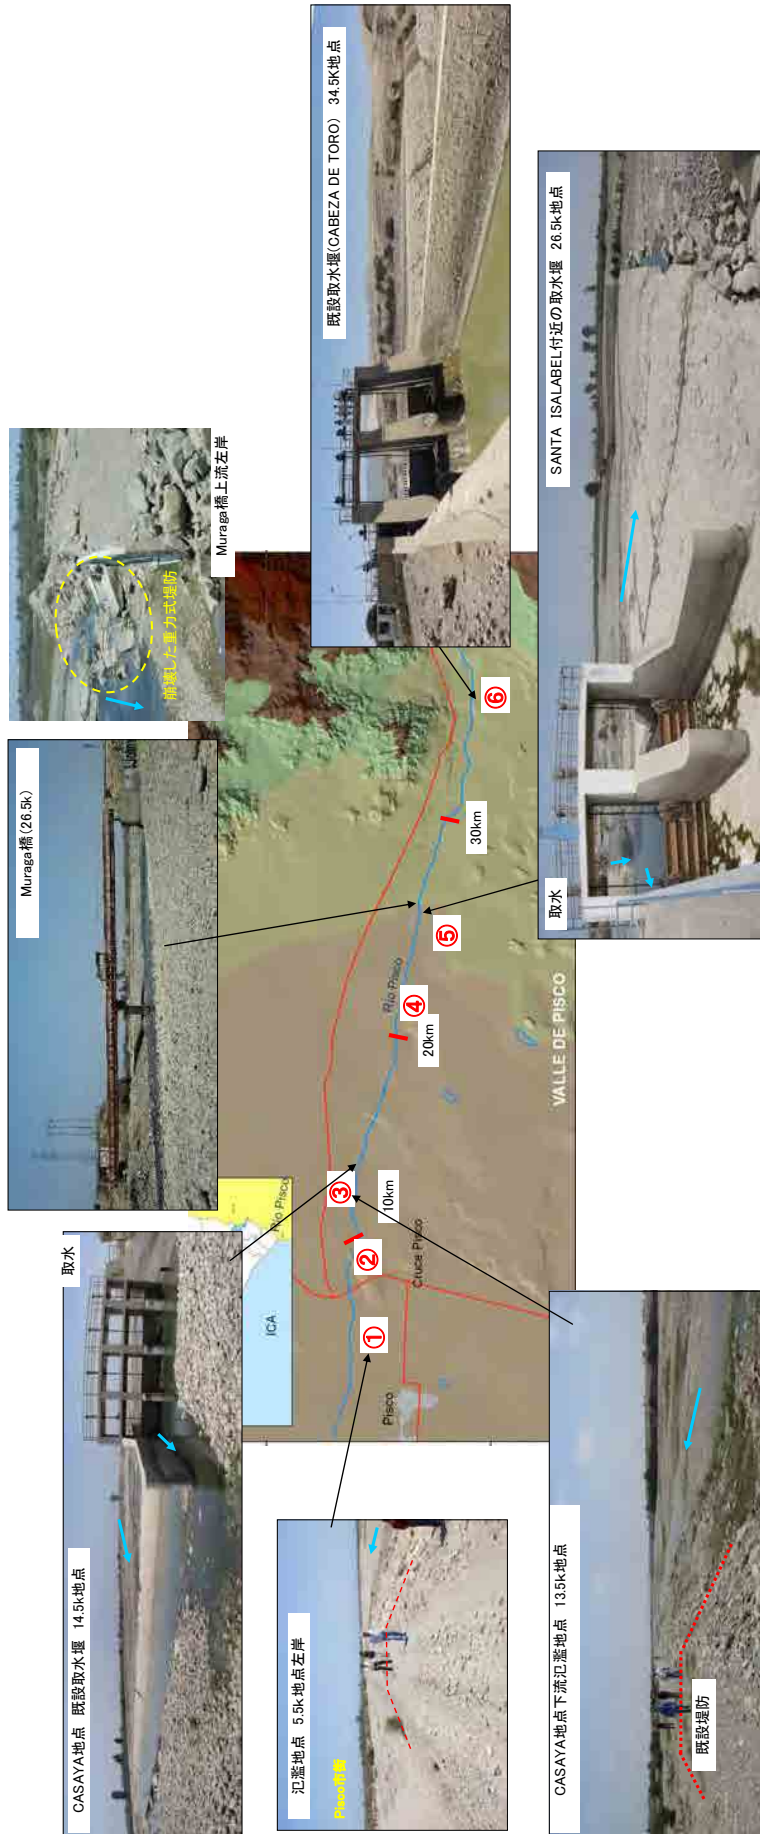 CASAYA地点 既設取水堰 14.5k地点
取水
Muraga橋(26.5k)
Muraga橋上流左岸
崩壊した重力式堤防
既設取水堰(CABEZA DE TORO) 34.5K地点
氾濫地点 5.5k地点左岸
Pisco市街
ICA
Río Pisco
Pisco
Cruce Pisco
①
②
③
④
⑤
⑥
10km
20km
30km
Río Pisco
VALLE DE PISCO
CASAYA地点下流氾濫地点 13.5k地点
既設堤防
SANTA ISALABEL付近の取水堰 26.5k地点
取水